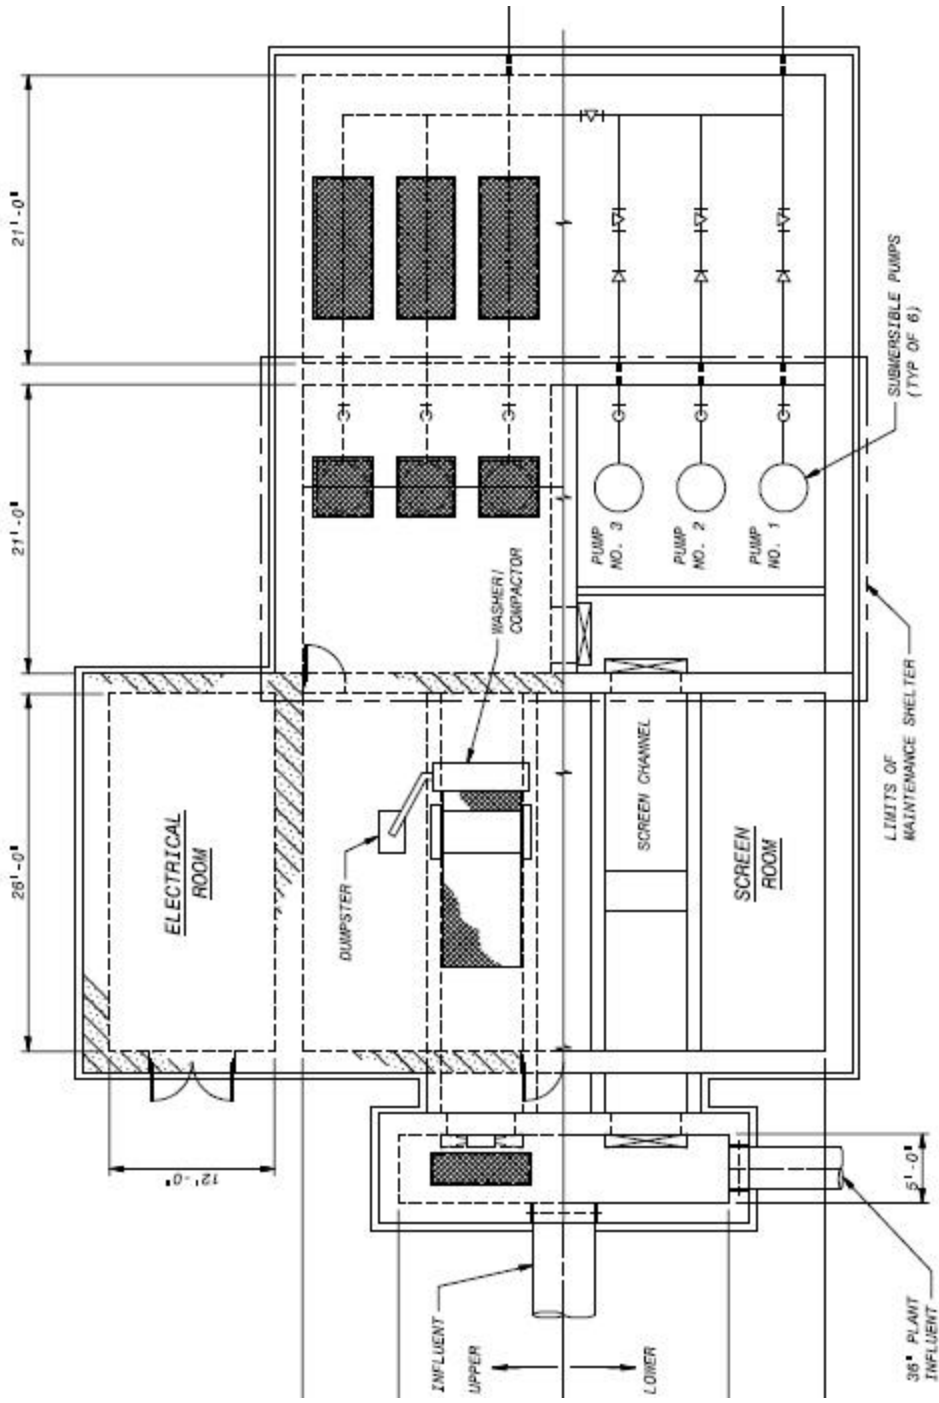 21'-0"
21'-0"
26'-0"
12'-0"
5'-0"
SUBMERSIBLE PUMPS
(TYP OF 6)
PUMP
NO. 3
PUMP
NO. 2
PUMP
NO. 1
WASHER/
COMPACTOR
LIMITS OF
MAINTENANCE SHELTER
SCREEN CHANNEL
SCREEN
ROOM
ELECTRICAL
ROOM
DUMPSTER
INFLUENT
UPPER
LOWER
36" PLANT
INFLUENT